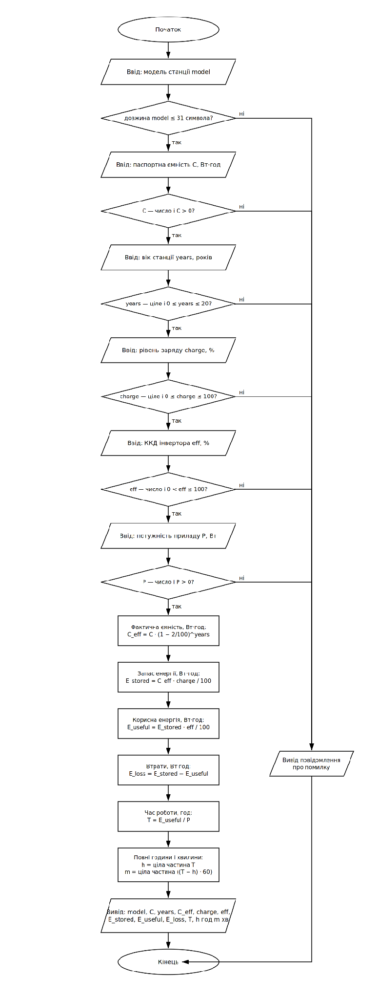 Початок
Ввід: модель станції model
довжина model ≤ 31 символа?
ні
так
Ввід: паспортна ємність C, Вт·год
C — число і C > 0?
ні
так
Ввід: вік станції years, років
years — ціле і 0 ≤ years ≤ 20?
ні
так
Ввід: рівень заряду charge, %
charge — ціле і 0 ≤ charge ≤ 100?
ні
так
Ввід: ККД інвертора eff, %
eff — число і 0 < eff ≤ 100?
ні
так
Ввід: потужність приладу P, Вт
P — число і P > 0?
ні
так
Фактична ємність, Вт·год:
C_eff = C · (1 − 2/100)^years
Запас енергії, Вт·год:
E_stored = C_eff · charge / 100
Корисна енергія, Вт·год:
E_useful = E_stored · eff / 100
Втрати, Вт·год:
E_loss = E_stored − E_useful
Вивід повідомлення
про помилку
Час роботи, год:
T = E_useful / P
Повні години і хвилини:
h = ціла частина T
m = ціла частина ((T − h) · 60)
Вивід: model, C, years, C_eff, charge, eff,
E_stored, E_useful, E_loss, T, h год m хв
Кінець